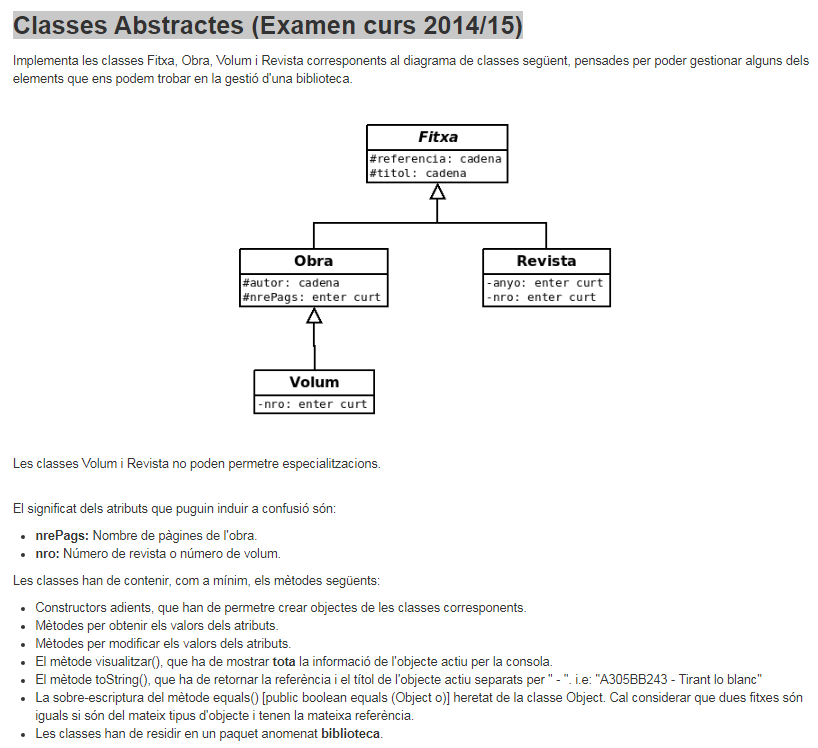 Classes Abstractes (Examen curs 2014/15)
Implementa les classes Fitxa, Obra, Volum i Revista corresponents al diagrama de classes següent, pensades per poder gestionar alguns dels
elements que ens podem trobar en la gestió d'una biblioteca.
Fitxa
#referencia: cadena
#titol: cadena
Obra
#autor: cadena
#nrePags: enter curt
Revista
-anyo: enter curt
-nro: enter curt
Volum
-nro: enter curt
Les classes Volum i Revista no poden permetre especialitzacions.
El significat dels atributs que puguin induir a confusió són:
• nrePags: Nombre de pàgines de l'obra.
• nro: Número de revista o número de volum.
Les classes han de contenir, com a mínim, els mètodes següents:
• Constructors adients, que han de permetre crear objectes de les classes corresponents.
• Mètodes per obtenir els valors dels atributs.
• Mètodes per modificar els valors dels atributs.
• El mètode visualitzar(), que ha de mostrar tota la informació de l'objecte actiu per la consola.
• El mètode toString(), que ha de retornar la referència i el títol de l'objecte actiu separats per " - ". i.e: "A305BB243 - Tirant lo blanc"
• La sobre-escriptura del mètode equals() [public boolean equals (Object o)] heretat de la classe Object. Cal considerar que dues fitxes són
iguals si són del mateix tipus d'objecte i tenen la mateixa referència.
• Les classes han de residir en un paquet anomenat biblioteca.